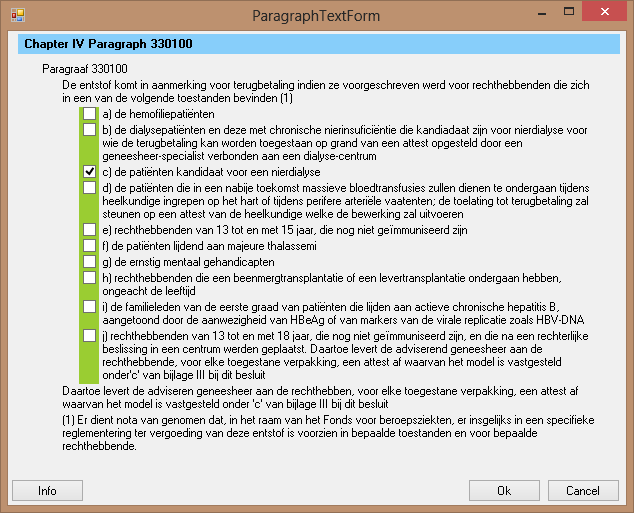 ParagraphTextForm
Chapter IV Paragraph 330100
Paragraaf 330100
De entstof komt in aanmerking voor terugbetaling indien ze voorgeschreven werd voor rechthebbenden die zich
in een van de volgende toestanden bevinden (1)
a) de hemofiliepatiënten
b) de dialysepatiënten en deze met chronische nierinsuficiëntie die kandiadaat zijn voor nierdialyse voor
wie de terugbetaling kan worden toegestaan op grand van een attest opgesteld door een
geneesheer-specialist verbonden aan een dialyse-centrum
c) de patiënten kandidaat voor een nierdialyse
d) de patiënten die in een nabije toekomst massieve bloedtransfusies zullen dienen te ondergaan tijdens
heelkundige ingrepen op het hart of tijdens perifere arteriële vaatenten; de toelating tot terugbetaling zal
steunen op een attest van de heelkundige welke de bewerking zal uitvoeren
e) rechthebbenden van 13 tot en met 15 jaar, die nog niet geïmmuniseerd zijn
f) de patiënten lijdend aan majeure thalassemi
g) de ernstig mentaal gehandicapten
h) rechthebbenden die een beenmergtransplantatie of een levertransplantatie ondergaan hebben,
ongeacht de leeftijd
i) de familieleden van de eerste graad van patiënten die lijden aan actieve chronische hepatitis B,
aangetoond door de aanwezigheid van HBeAg of van markers van de virale replicatie zoals HBV-DNA
j) rechthebbenden van 13 tot en met 18 jaar, die nog niet geïmmuniseerd zijn, en die na een rechterlijke
beslissing in een centrum werden geplaatst. Daartoe levert de adviserend geneesheer aan de
rechthebbende, voor elke toegestane verpakking, een attest af waarvan het model is vastgesteld
onder'c' van bijlage III bij dit besluit
Daartoe levert de adviseren geneesheer aan de rechthebben, voor elke toegestane verpakking, een attest af
waarvan het model is vastgesteld onder 'c' van bijlage III bij dit besluit
(1) Er dient nota van genomen dat, in het raam van het Fonds voor beroepsziekten, er insgelijks in een specifieke
reglementering ter vergoeding van deze entstof is voorzien in bepaalde toestanden en voor bepaalde
rechthebbende.
Info
Ok
Cancel